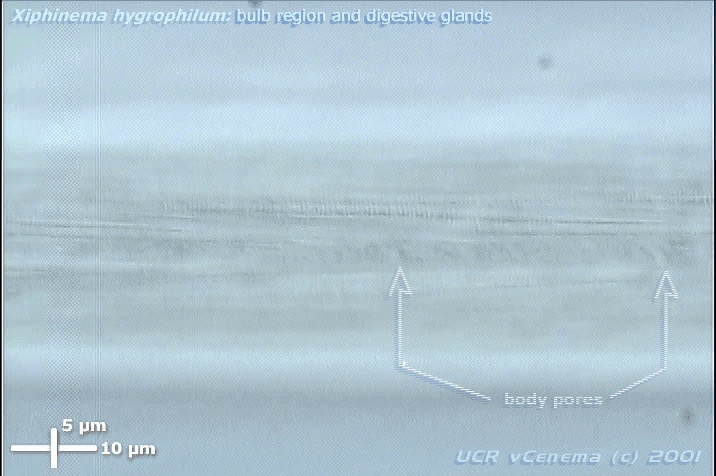 Xiphinema hygrophilum: bulb region and digestive glands
body pores
5 µm
10 µm
UCR vCenema (c) 2001